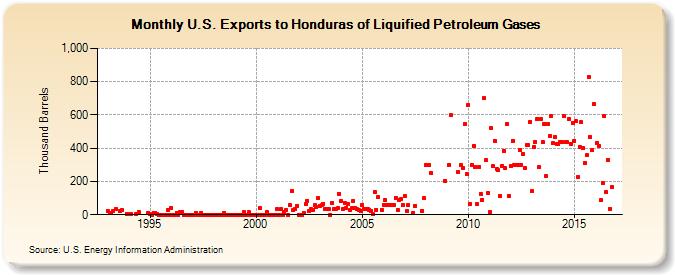 Monthly U.S. Exports to Honduras of Liquified Petroleum Gases
Thousand Barrels
1,000
800
600
400
200
0
1995 2000 2005 2010 2015
Source: U.S. Energy Information Administration